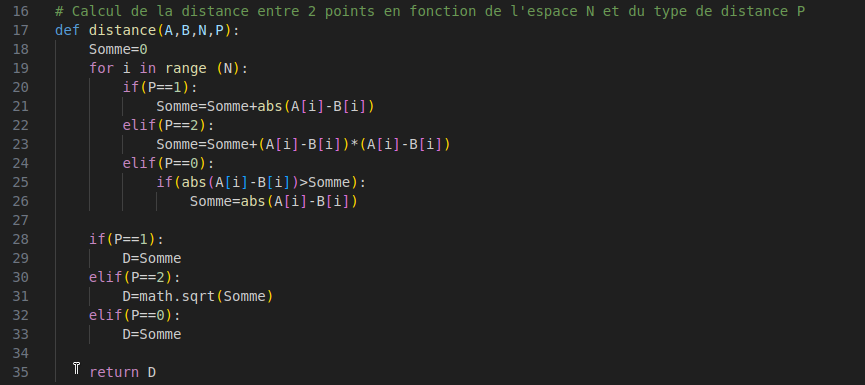 16 # Calcul de la distance entre 2 points en fonction de l'espace N et du type de distance P
17 def distance(A,B,N,P):
18     Somme=0
19     for i in range (N):
20         if(P==1):
21             Somme=Somme+abs(A[i]-B[i])
22         elif(P==2):
23             Somme=Somme+(A[i]-B[i])*(A[i]-B[i])
24         elif(P==0):
25             if(abs(A[i]-B[i])>Somme):
26                 Somme=abs(A[i]-B[i])
27
28     if(P==1):
29         D=Somme
30     elif(P==2):
31         D=math.sqrt(Somme)
32     elif(P==0):
33         D=Somme
34
35     return D